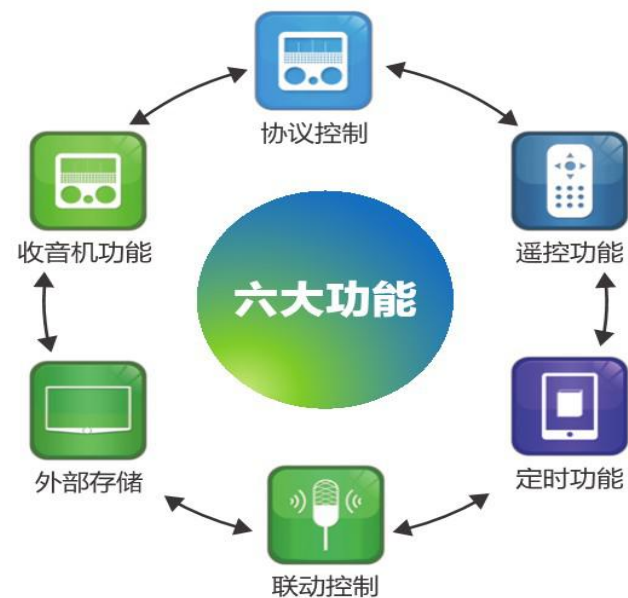 协议控制
收音机功能
遥控功能
六大功能
外部存储
定时功能
联动控制